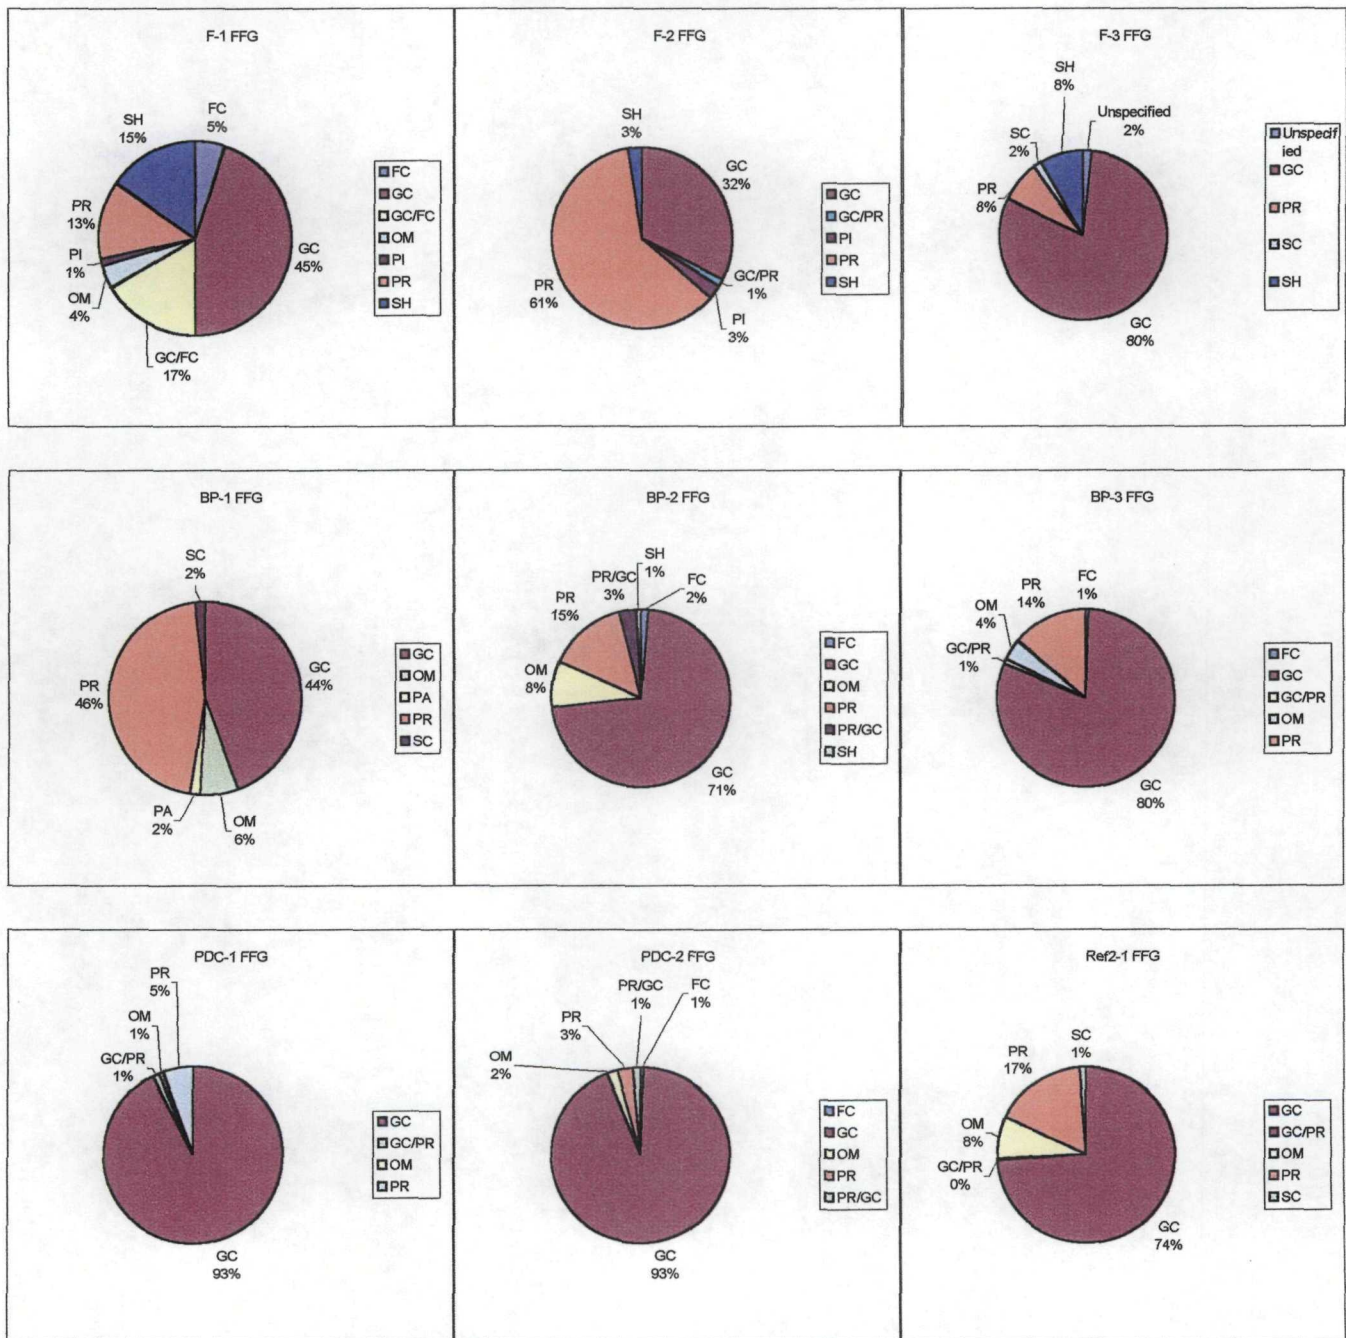 F-1 FFG
SH
15%
FC
5%
PR
13%
GC
45%
PI
1%
OM
4%
GC/FC
17%
FC
GC
GC/FC
OM
PI
PR
SH
F-2 FFG
SH
3%
GC
32%
PR
61%
GC/PR
1%
PI
3%
GC
GC/PR
PI
PR
SH
F-3 FFG
SH
8%
Unspecified
2%
SC
2%
PR
8%
GC
80%
Unspecif
ied
GC
PR
SC
SH
BP-1 FFG
SC
2%
GC
44%
PR
46%
PA
2%
OM
6%
GC
OM
PA
PR
SC
BP-2 FFG
SH
1%
PR/GC
3%
FC
2%
PR
15%
OM
8%
GC
71%
FC
GC
OM
PR
PR/GC
SH
BP-3 FFG
PR
14%
FC
1%
OM
4%
GC/PR
1%
GC
80%
FC
GC
GC/PR
OM
PR
PDC-1 FFG
PR
5%
OM
1%
GC/PR
1%
GC
93%
GC
GC/PR
OM
PR
PDC-2 FFG
PR/GC
1%
FC
1%
PR
3%
OM
2%
GC
93%
FC
GC
OM
PR
PR/GC
Ref2-1 FFG
SC
1%
PR
17%
OM
8%
GC/PR
0%
GC
74%
GC
GC/PR
OM
PR
SC